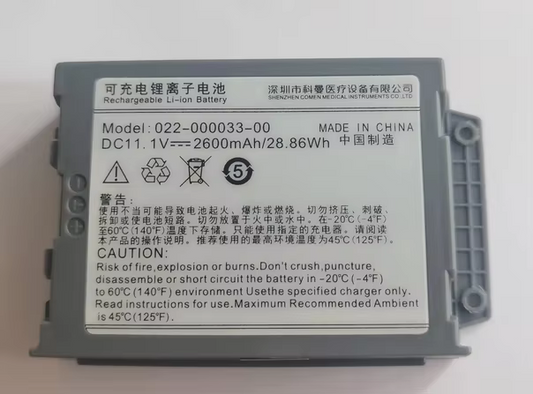 可充电锂离子电池
Rechargeable Li-ion Battery
深圳市科曼医疗设备有限公司
SHENZHEN COMEN MEDICAL INSTRUMENTS CO.,LTD
Model: 022-000033-00
MADE IN CHINA
DC11.1V⎓2600mAh/28.86Wh
中国制造
5
警告:
使用不当可能导致电池起火、爆炸或燃烧。切勿挤压、刺破、
拆卸或使电池短路。切勿放置于火中或水中。在-20℃(-4℉)
至60℃(140℉)温度下存储。只能使用指定的充电器。请阅读
本产品的操作说明。推荐使用的最高环境温度为45℃(125℉)。
CAUTION:
Risk of fire,explosion or burns.Don't crush,puncture,
disassemble or short circuit the battery in -20℃ (-4℉)
to 60℃ (140℉) environment Use the specified charger only.
Read instructions for use.Maximum Recommended Ambient
is 45℃ (125℉).